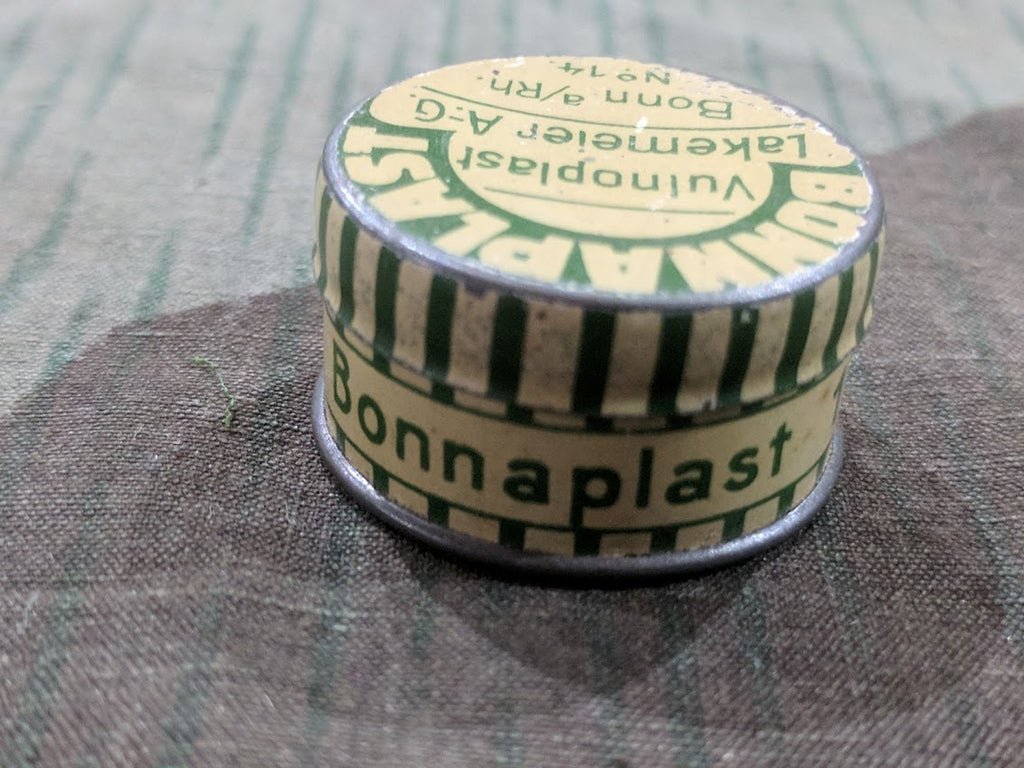 BONNAPLAST
Vulnoplast
Lakemeier A-G
Bonn a/Rh.
Nº 14.
Bonnaplast